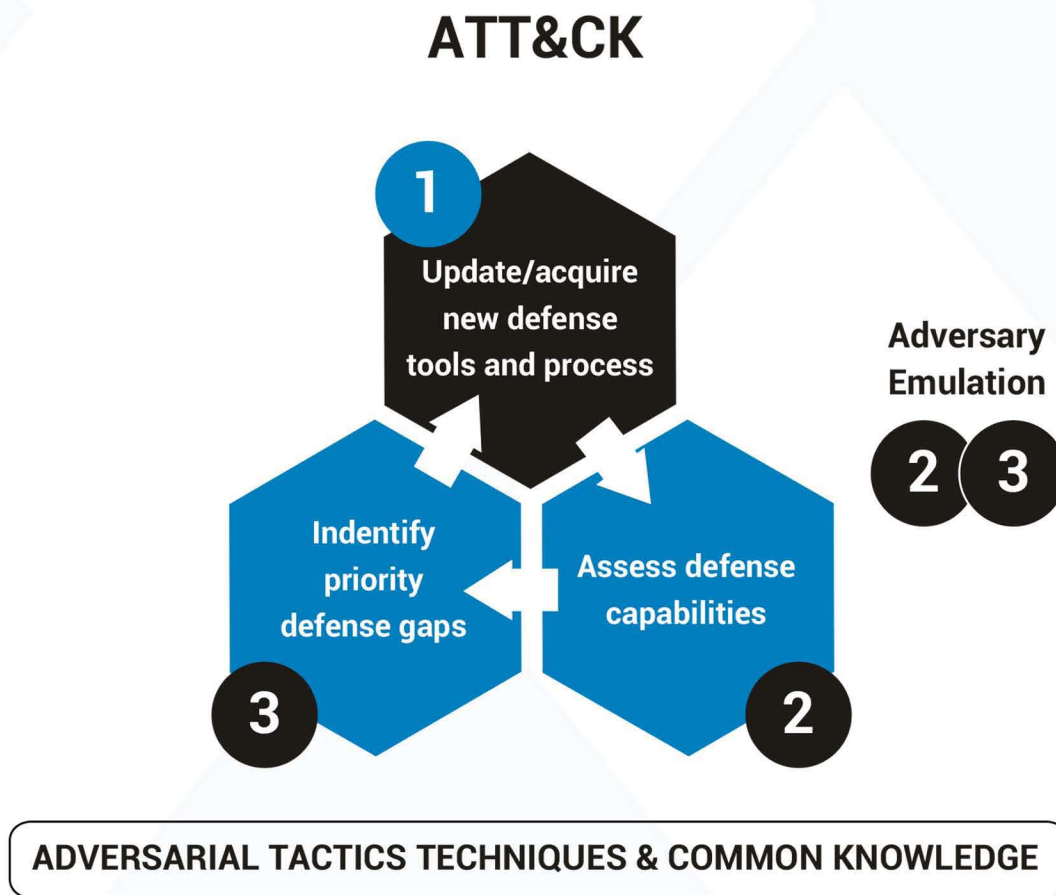 ATT&CK
1
Update/acquire
new defense
tools and process
Adversary
Emulation
2 3
Indentify
priority
defense gaps
Assess defense
capabilities
3
2
ADVERSARIAL TACTICS TECHNIQUES & COMMON KNOWLEDGE